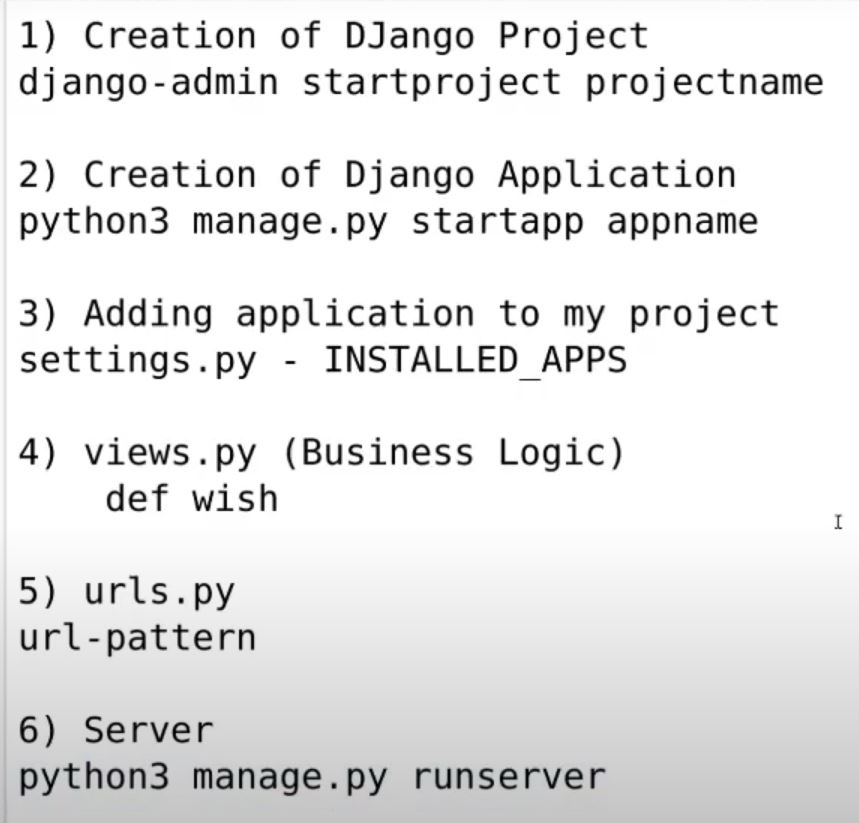 1) Creation of DJango Project
django-admin startproject projectname
2) Creation of Django Application
python3 manage.py startapp appname
3) Adding application to my project
settings.py - INSTALLED_APPS
4) views.py (Business Logic)
def wish
5) urls.py
url-pattern
6) Server
python3 manage.py runserver